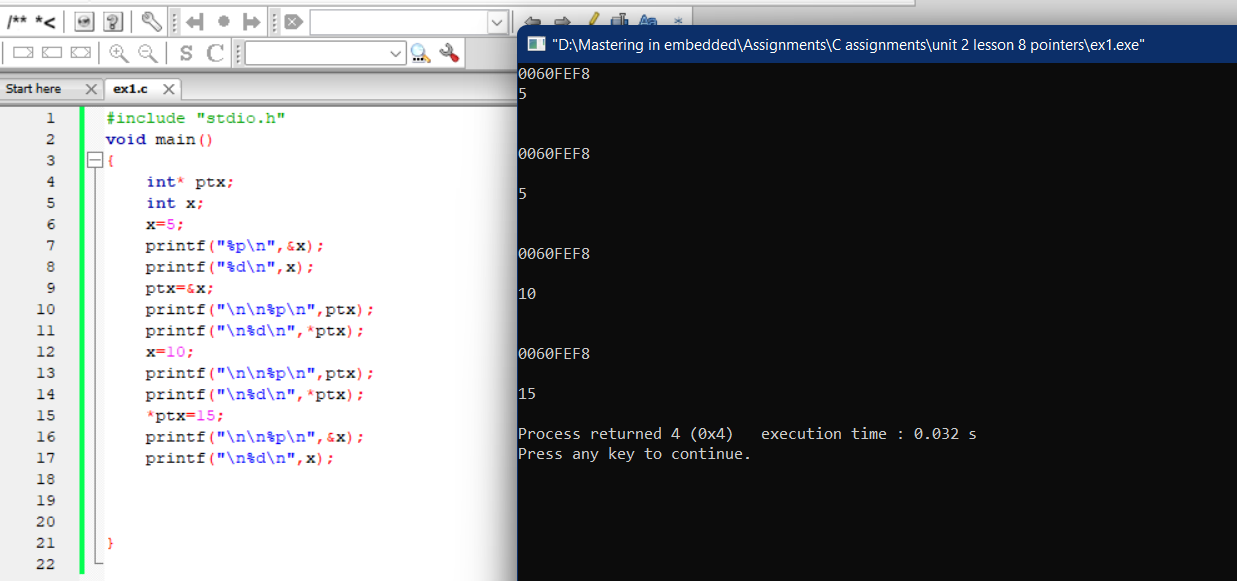 /** *<
S C
"D:\Mastering in embedded\Assignments\C assignments\unit 2 lesson 8 pointers\ex1.exe"
Start here
ex1.c
1 #include "stdio.h"
2 void main()
3 {
4 int* ptx;
5 int x;
6 x=5;
7 printf("%p\n",&x);
8 printf("%d\n",x);
9 ptx=&x;
10 printf("\n\n%p\n",ptx);
11 printf("\n%d\n",*ptx);
12 x=10;
13 printf("\n\n%p\n",ptx);
14 printf("\n%d\n",*ptx);
15 *ptx=15;
16 printf("\n\n%p\n",&x);
17 printf("\n%d\n",x);
18
19
20
21 }
22
0060FEF8
5
0060FEF8
5
0060FEF8
10
0060FEF8
15
Process returned 4 (0x4) execution time : 0.032 s
Press any key to continue.